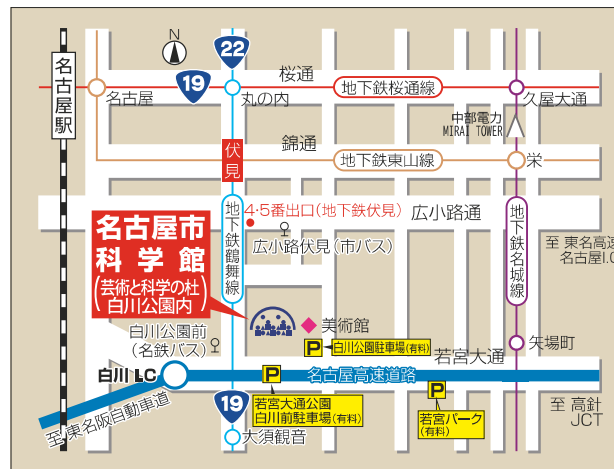 N
22
19
桜通
名古屋駅
名古屋
丸の内
地下鉄桜通線
久屋大通
中部電力
MIRAI TOWER
錦通
伏見
地下鉄東山線
栄
4・5番出口(地下鉄伏見)
広小路通
名古屋市
科学館
(芸術と科学の杜
白川公園内)
地下鉄鶴舞線
広小路伏見(市バス)
地下鉄名城線
至 東名高速
名古屋I.C
白川公園前
(名鉄バス)
美術館
P
白川公園駐車場(有料)
若宮大通
矢場町
白川 I.C
P
名古屋高速道路
P
至 東名阪自動車道
19
若宮大通公園
白川前駐車場(有料)
若宮パーク
(有料)
至 高針
JCT
大須観音